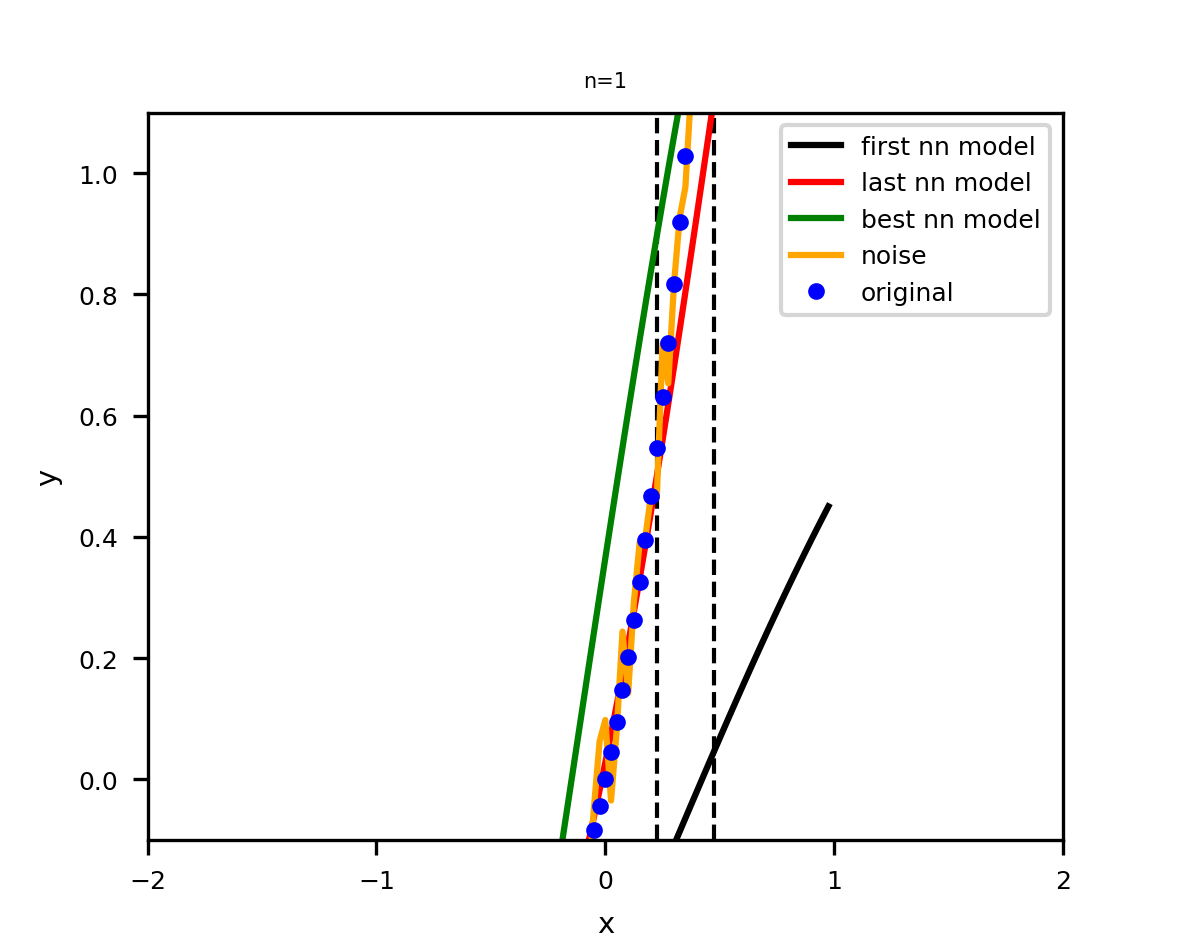 n=1
first nn model
last nn model
best nn model
noise
original
1.0
0.8
0.6
0.4
0.2
0.0
y
−2
−1
0
1
2
x